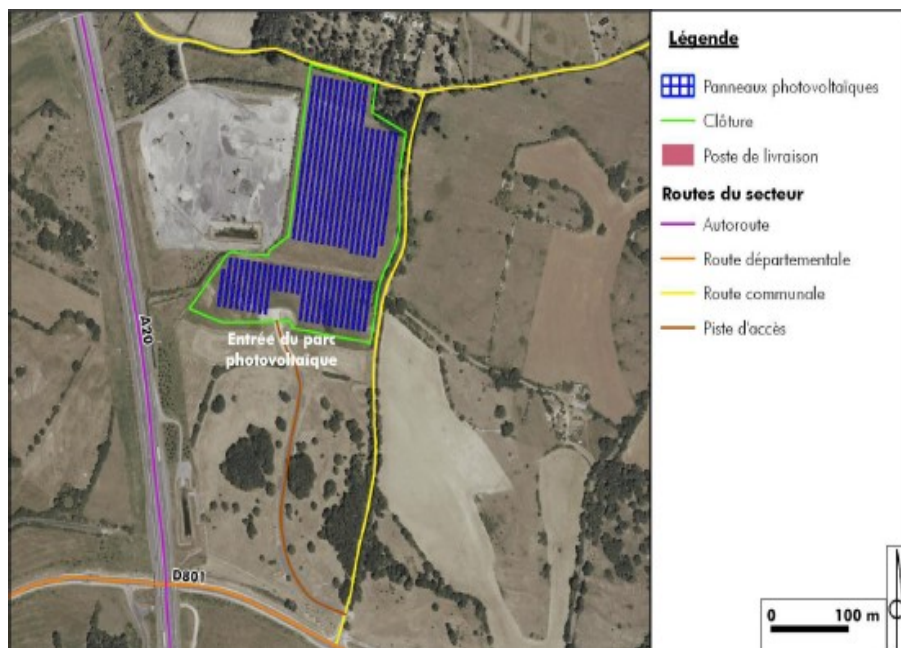 Légende
Panneaux photovoltaïques
Clôture
Poste de livraison
Routes du secteur
Autoroute
Route départementale
Route communale
Piste d'accès
A20
Entrée du parc
photovoltaïque
D801
0 100 m